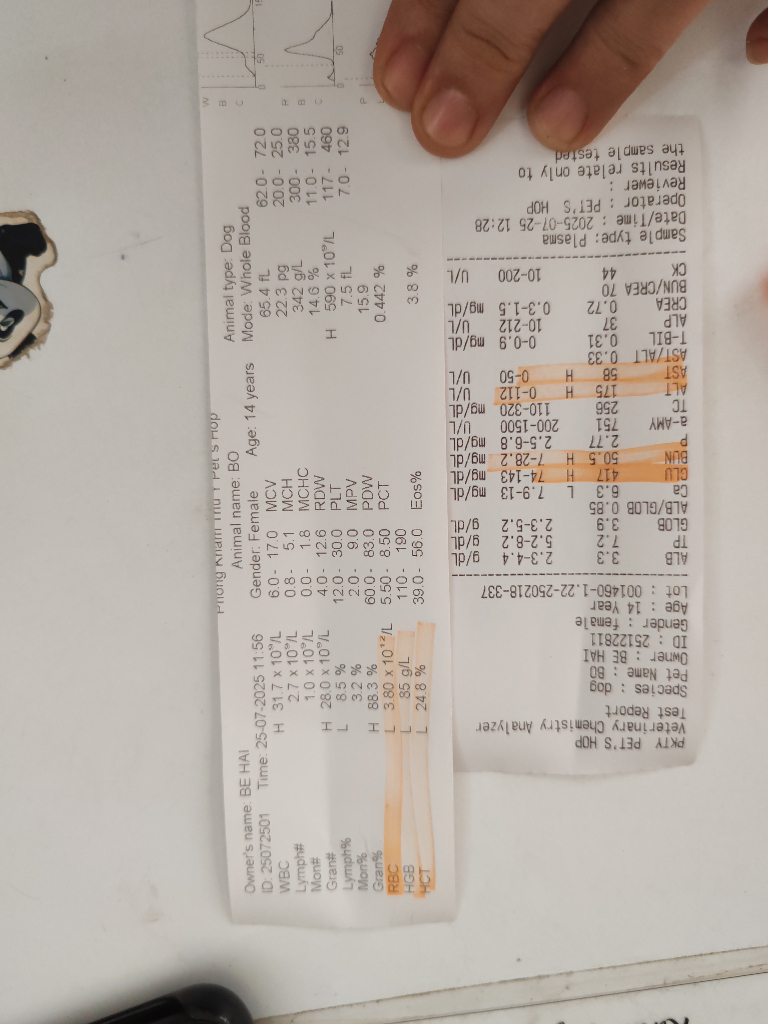 Phòng Khám Thú Y Pet's Hop
Owner's name BE HAI Animal name: BO Animal type: Dog
ID: 25072501 Time: 25-07-2025 11:56 Gender: Female Age: 14 years Mode: Whole Blood
WBC H 31.7 x 10⁹/L 6.0 - 17.0 MCV 65.4 fL 62.0 - 72.0
Lymph# 2.7 x 10⁹/L 0.8 - 5.1 MCH 22.3 pg 20.0 - 25.0
Mon# 1.0 x 10⁹/L 0.0 - 1.8 MCHC 342 g/L 300 - 380
Gran# H 28.0 x 10⁹/L 4.0 - 12.6 RDW 14.6 % 11.0 - 15.5
Lymph% L 8.5 % 12.0 - 30.0 PLT H 590 x 10⁹/L 117 - 460
Mon% 3.2 % 2.0 - 9.0 MPV 7.5 fL 7.0 - 12.9
Gran% H 88.3 % 60.0 - 83.0 PDW 15.9
RBC L 3.80 x 10¹²/L 5.50 - 8.50 PCT 0.442 %
HGB L 85 g/L 110 - 190
HCT L 24.8 % 39.0 - 56.0 Eos% 3.8 %
W
B
C
50
15
R
B
C
50
P
L
PKTY PET'S HOP
Veterinary Chemistry Analyzer
Test Report
Species : dog
Pet Name : BO
Owner : BE HAI
ID : 25122811
Gender : female
Age : 14 Year
Lot : 001460-1.22-250218-337
ALB 3.3 2.3-4.4 g/dL
TP 7.2 5.2-8.2 g/dL
GLOB 3.9 2.3-5.2 g/dL
ALB/GLOB 0.85
Ca 6.3 L 7.9-13 mg/dL
GLU 417 H 74-143 mg/dL
BUN 50.5 H 7-28.2 mg/dL
P 2.77 2.5-6.8 mg/dL
a-AMY 751 200-1500 U/L
TC 256 110-320 mg/dL
ALT 175 H 0-112 U/L
AST 58 H 0-50 U/L
AST/ALT 0.33
T-BIL 0.31 0-0.9 mg/dL
ALP 37 10-212 U/L
CREA 0.72 0.3-1.5 mg/dL
BUN/CREA 70
CK 44 10-200 U/L
Sample type: Plasma
Date/Time : 2025-07-25 12:28
Operator : PET'S HOP
Reviewer :
Results relate only to
the sample tested